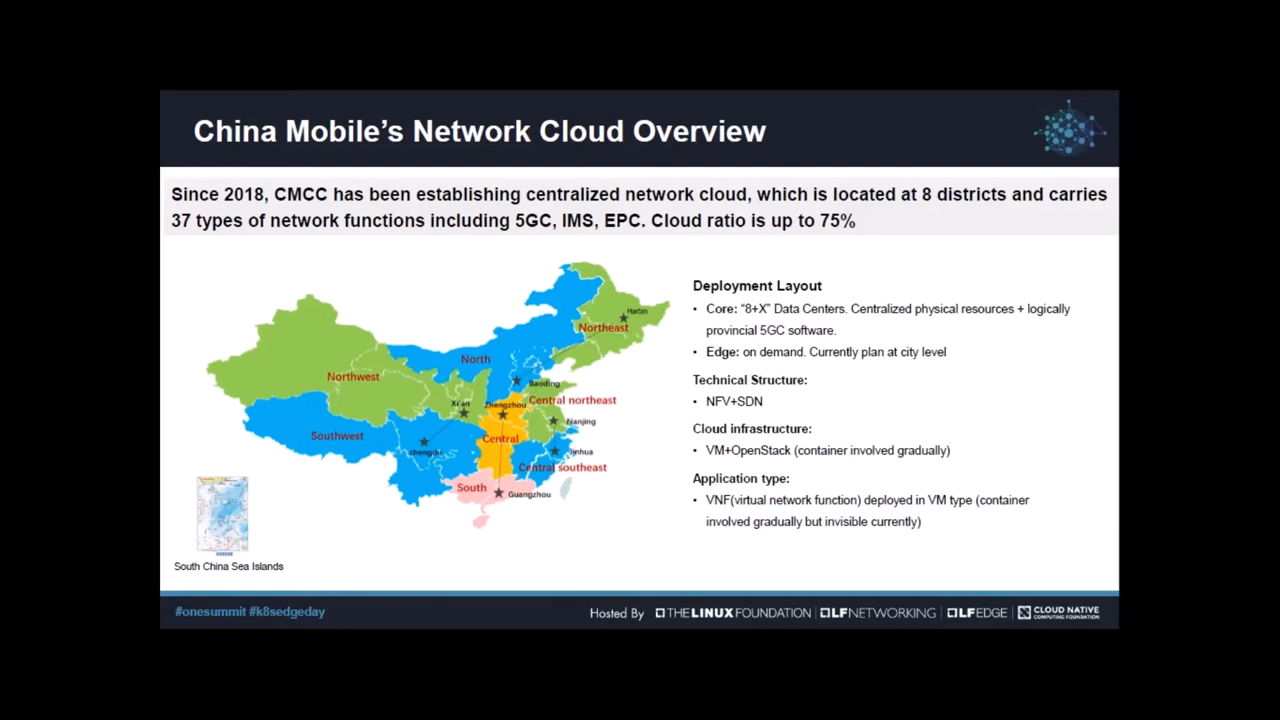 China Mobile's Network Cloud Overview
Since 2018, CMCC has been establishing centralized network cloud, which is located at 8 districts and carries
37 types of network functions including 5GC, IMS, EPC. Cloud ratio is up to 75%
Harbin
Northeast
North
Northwest
Baoding
Xi'an
Zhengzhou
Central northeast
Nanjing
Southwest
Central
chengdu
Jinhua
Central southeast
South
Guangzhou
South China Sea Islands
Deployment Layout
• Core: "8+X" Data Centers. Centralized physical resources + logically
provincial 5GC software.
• Edge: on demand. Currently plan at city level
Technical Structure:
• NFV+SDN
Cloud infrastructure:
• VM+OpenStack (container involved gradually)
Application type:
• VNF(virtual network function) deployed in VM type (container
involved gradually but invisible currently)
#onesummit #k8sedgeday
Hosted By THE LINUX FOUNDATION | LFNETWORKING | LFEDGE | CLOUD NATIVE
COMPUTING FOUNDATION